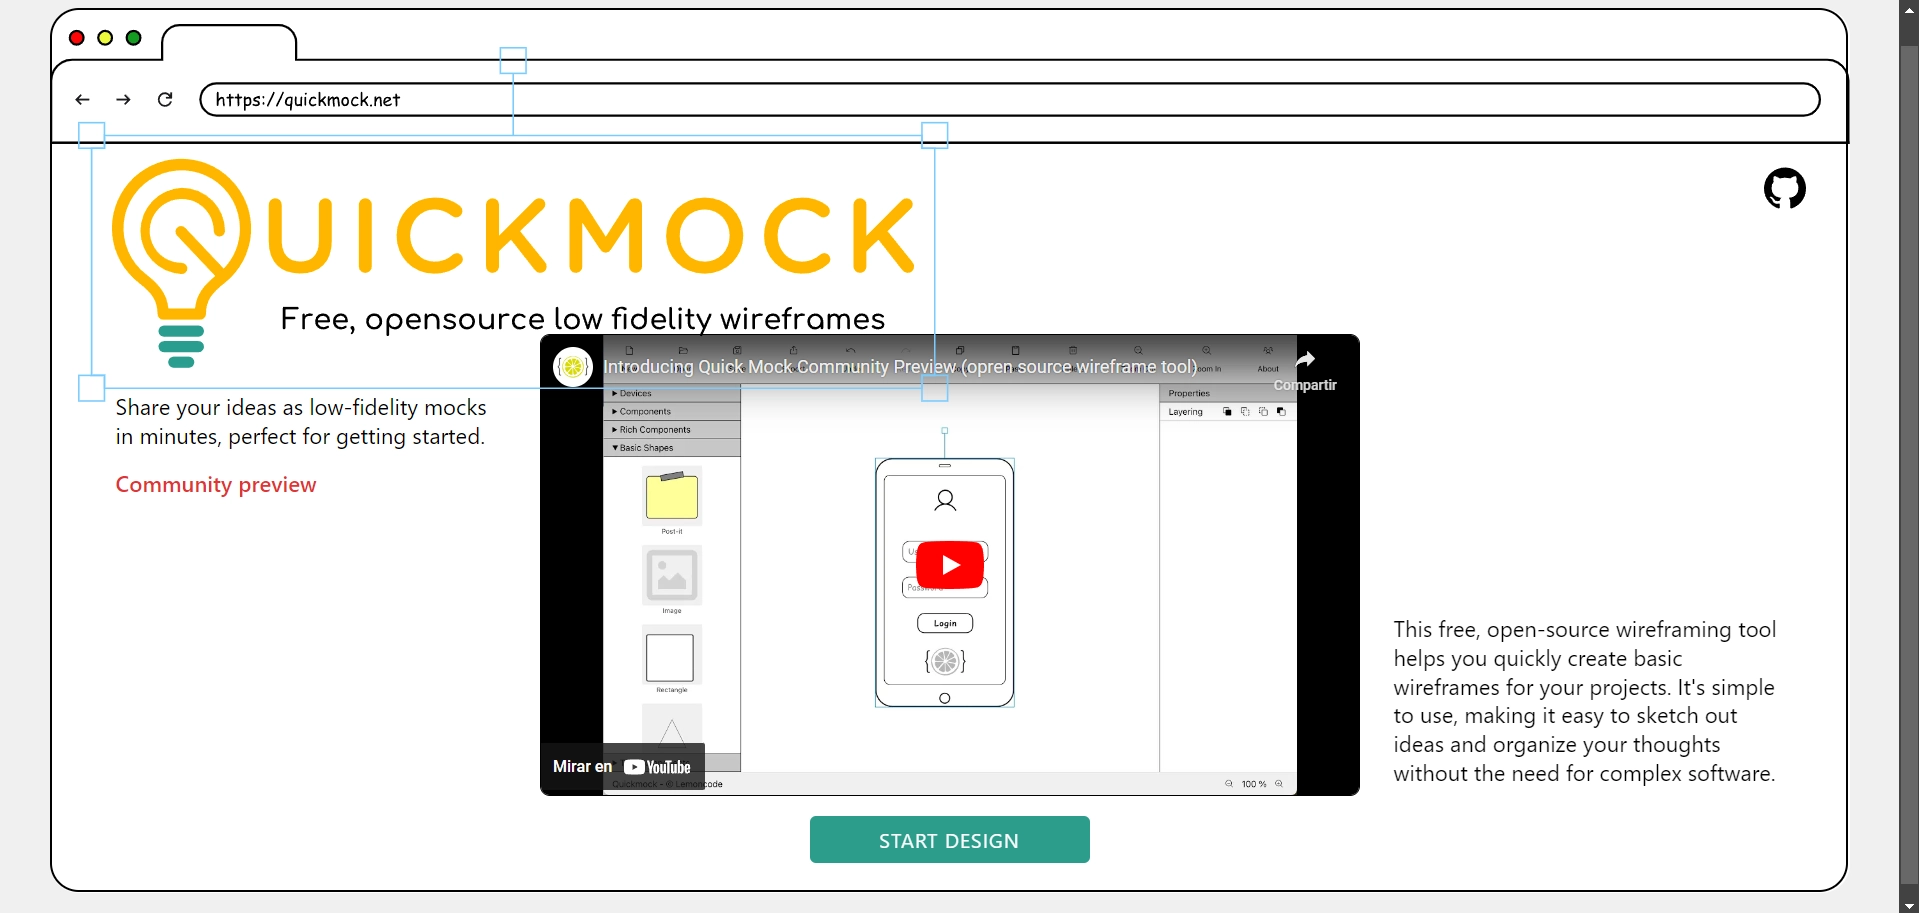 https://quickmock.net
QUICKMOCK
Free, opensource low fidelity wireframes
Share your ideas as low-fidelity mocks
in minutes, perfect for getting started.
Community preview
Introducing Quick Mock Community Preview (opren source wireframe tool)
About
Compartir
Devices
Components
Rich Components
Basic Shapes
Post-it
Image
Rectangle
Properties
Layering
Login
Mirar en YouTube
Quickmock - © Lemoncode
100 %
This free, open-source wireframing tool
helps you quickly create basic
wireframes for your projects. It's simple
to use, making it easy to sketch out
ideas and organize your thoughts
without the need for complex software.
START DESIGN